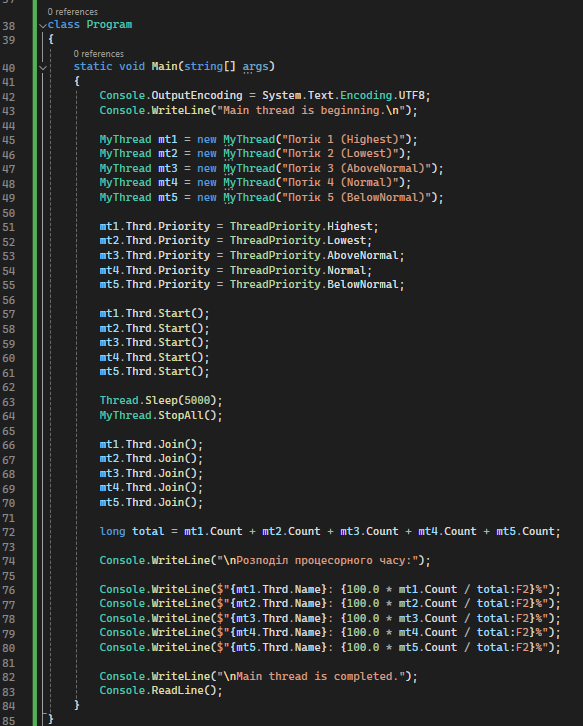 37
0 references
38 class Program
39 {
0 references
40 static void Main(string[] args)
41 {
42 Console.OutputEncoding = System.Text.Encoding.UTF8;
43 Console.WriteLine("Main thread is beginning.\n");
44
45 MyThread mt1 = new MyThread("Потік 1 (Highest)");
46 MyThread mt2 = new MyThread("Потік 2 (Lowest)");
47 MyThread mt3 = new MyThread("Потік 3 (AboveNormal)");
48 MyThread mt4 = new MyThread("Потік 4 (Normal)");
49 MyThread mt5 = new MyThread("Потік 5 (BelowNormal)");
50
51 mt1.Thrd.Priority = ThreadPriority.Highest;
52 mt2.Thrd.Priority = ThreadPriority.Lowest;
53 mt3.Thrd.Priority = ThreadPriority.AboveNormal;
54 mt4.Thrd.Priority = ThreadPriority.Normal;
55 mt5.Thrd.Priority = ThreadPriority.BelowNormal;
56
57 mt1.Thrd.Start();
58 mt2.Thrd.Start();
59 mt3.Thrd.Start();
60 mt4.Thrd.Start();
61 mt5.Thrd.Start();
62
63 Thread.Sleep(5000);
64 MyThread.StopAll();
65
66 mt1.Thrd.Join();
67 mt2.Thrd.Join();
68 mt3.Thrd.Join();
69 mt4.Thrd.Join();
70 mt5.Thrd.Join();
71
72 long total = mt1.Count + mt2.Count + mt3.Count + mt4.Count + mt5.Count;
73
74 Console.WriteLine("\nРозподіл процесорного часу:");
75
76 Console.WriteLine($"{mt1.Thrd.Name}: {100.0 * mt1.Count / total:F2}%");
77 Console.WriteLine($"{mt2.Thrd.Name}: {100.0 * mt2.Count / total:F2}%");
78 Console.WriteLine($"{mt3.Thrd.Name}: {100.0 * mt3.Count / total:F2}%");
79 Console.WriteLine($"{mt4.Thrd.Name}: {100.0 * mt4.Count / total:F2}%");
80 Console.WriteLine($"{mt5.Thrd.Name}: {100.0 * mt5.Count / total:F2}%");
81
82 Console.WriteLine("\nMain thread is completed.");
83 Console.ReadLine();
84 }
85 }